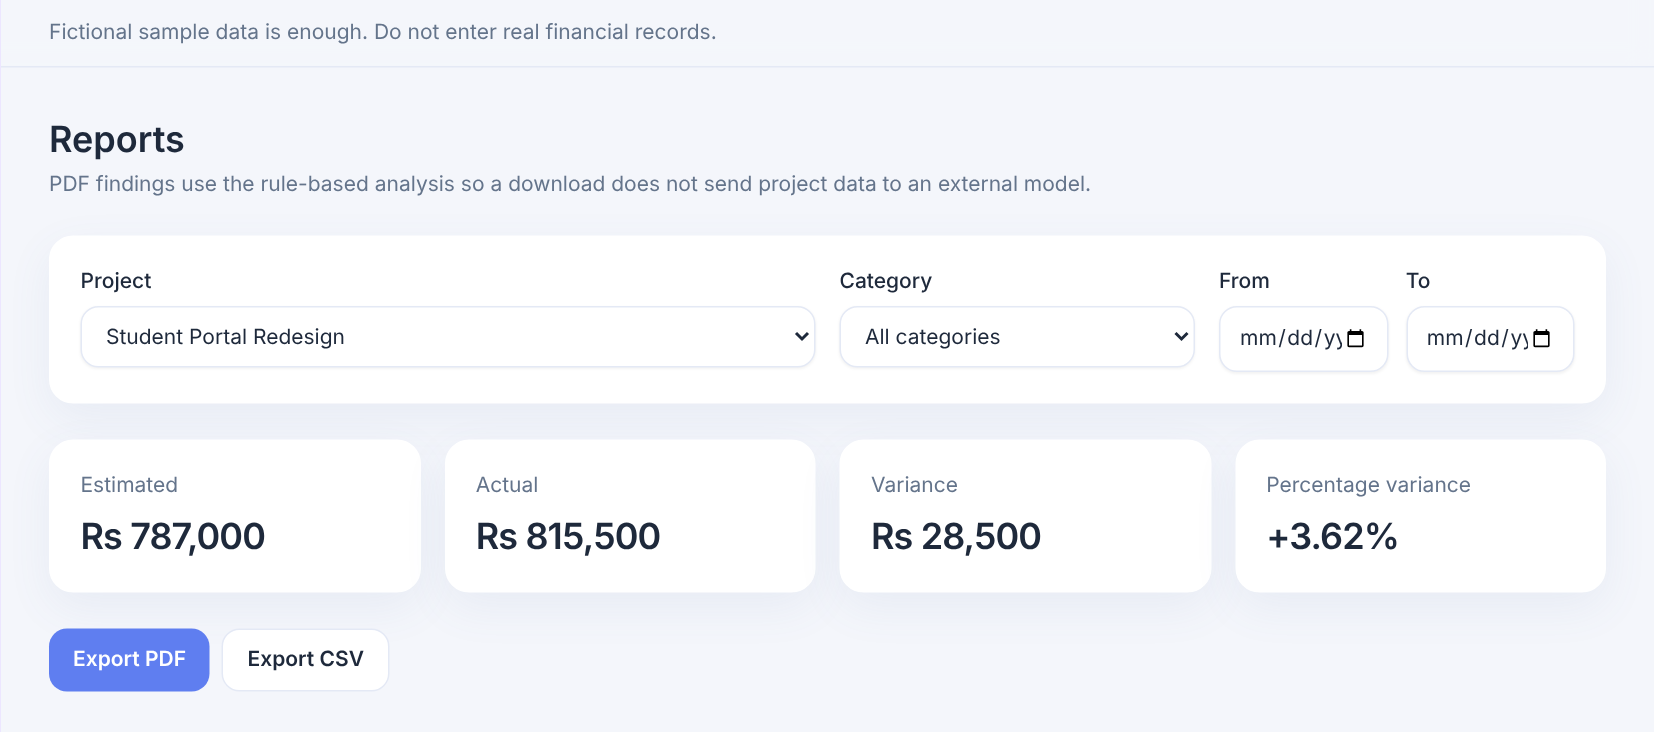 Fictional sample data is enough. Do not enter real financial records.
Reports
PDF findings use the rule-based analysis so a download does not send project data to an external model.
Project
Category
From
To
Student Portal Redesign
All categories
mm/dd/yy
mm/dd/yy
Estimated
Actual
Variance
Percentage variance
Rs 787,000
Rs 815,500
Rs 28,500
+3.62%
Export PDF
Export CSV